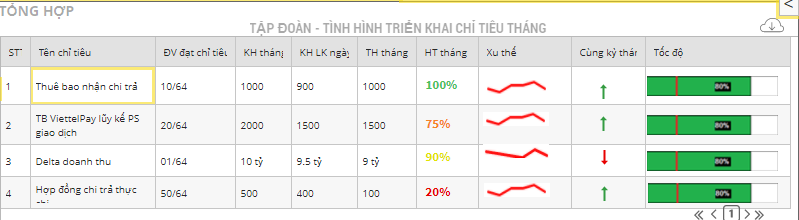 TỔNG HỢP
TẬP ĐOÀN - TÌNH HÌNH TRIỂN KHAI CHỈ TIÊU THÁNG
ST Tên chỉ tiêu ĐV đạt chỉ tiêu KH tháng KH LK ngày TH tháng HT tháng Xu thế Cùng kỳ thán Tốc độ
1 Thuê bao nhận chi trả 10/64 1000 900 1000 100% 80%
2 TB ViettelPay lũy kế PS giao dịch 20/64 2000 1500 1500 75% 80%
3 Delta doanh thu 01/64 10 tỷ 9.5 tỷ 9 tỷ 90% 80%
4 Hợp đồng chi trả thực 50/64 500 400 100 20% 80%
1